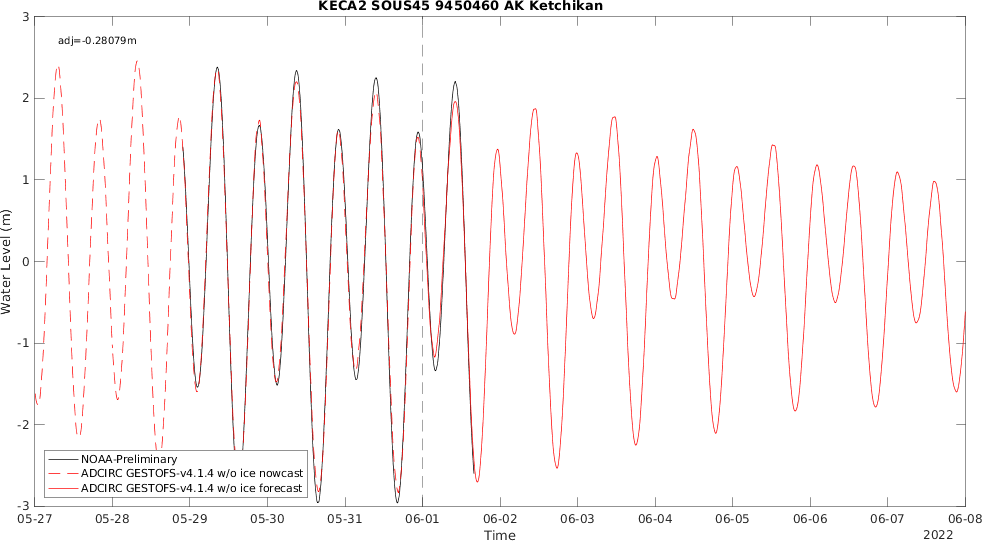 KECA2 SOUS45 9450460 AK Ketchikan
adj=-0.28079m
3
2
1
0
-1
-2
-3
Water Level (m)
NOAA-Preliminary
ADCIRC GESTOFS-v4.1.4 w/o ice nowcast
ADCIRC GESTOFS-v4.1.4 w/o ice forecast
05-27 05-28 05-29 05-30 05-31 06-01 06-02 06-03 06-04 06-05 06-06 06-07 06-08
Time
2022